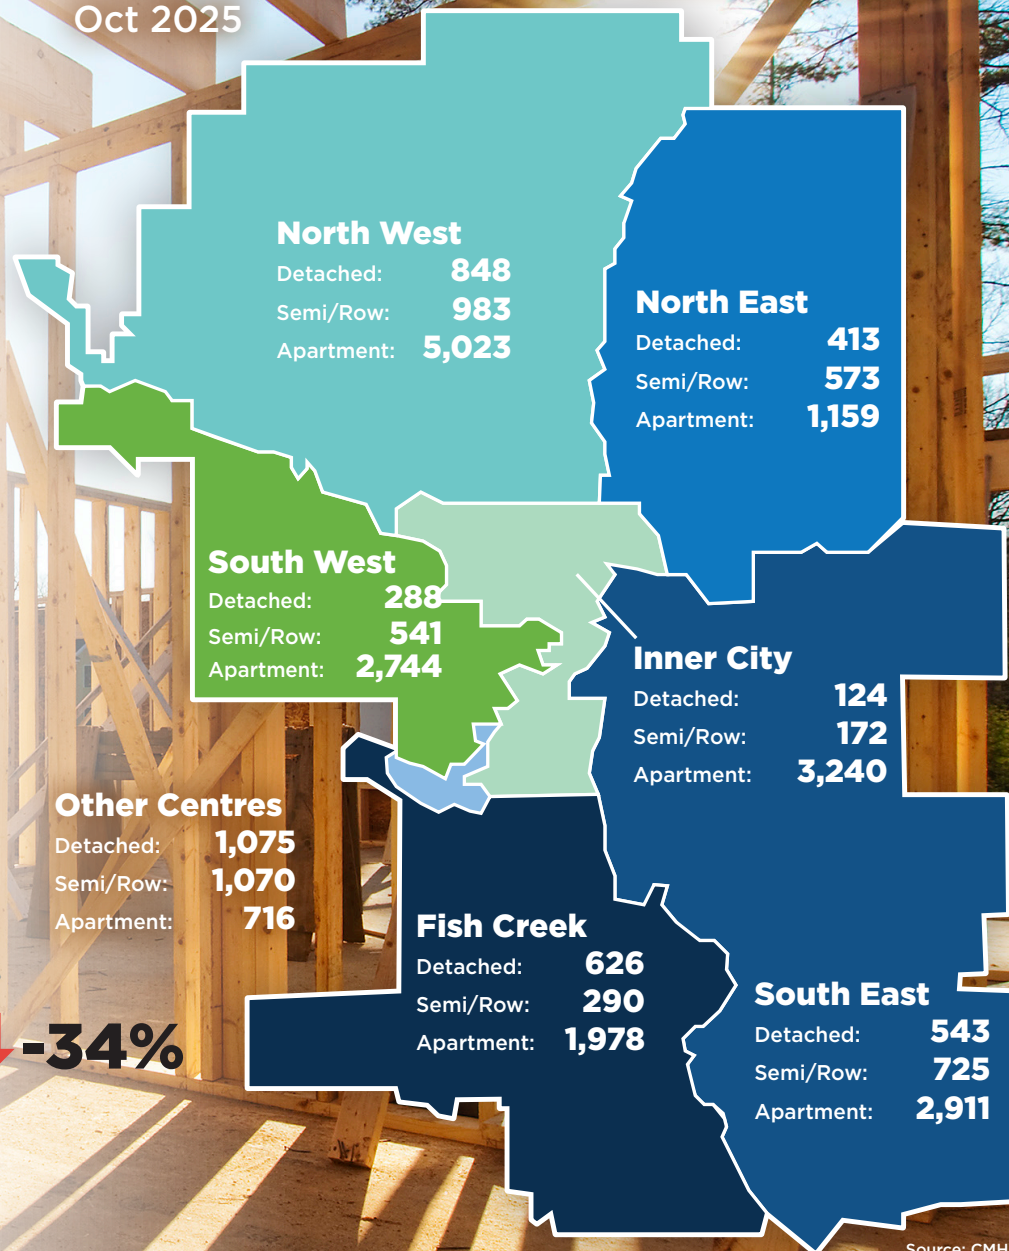 Oct 2025
North West
Detached: 848
Semi/Row: 983
Apartment: 5,023
North East
Detached: 413
Semi/Row: 573
Apartment: 1,159
South West
Detached: 288
Semi/Row: 541
Apartment: 2,744
Inner City
Detached: 124
Semi/Row: 172
Apartment: 3,240
Other Centres
Detached: 1,075
Semi/Row: 1,070
Apartment: 716
Fish Creek
Detached: 626
Semi/Row: 290
Apartment: 1,978
South East
Detached: 543
Semi/Row: 725
Apartment: 2,911
-34%
Source: CMH